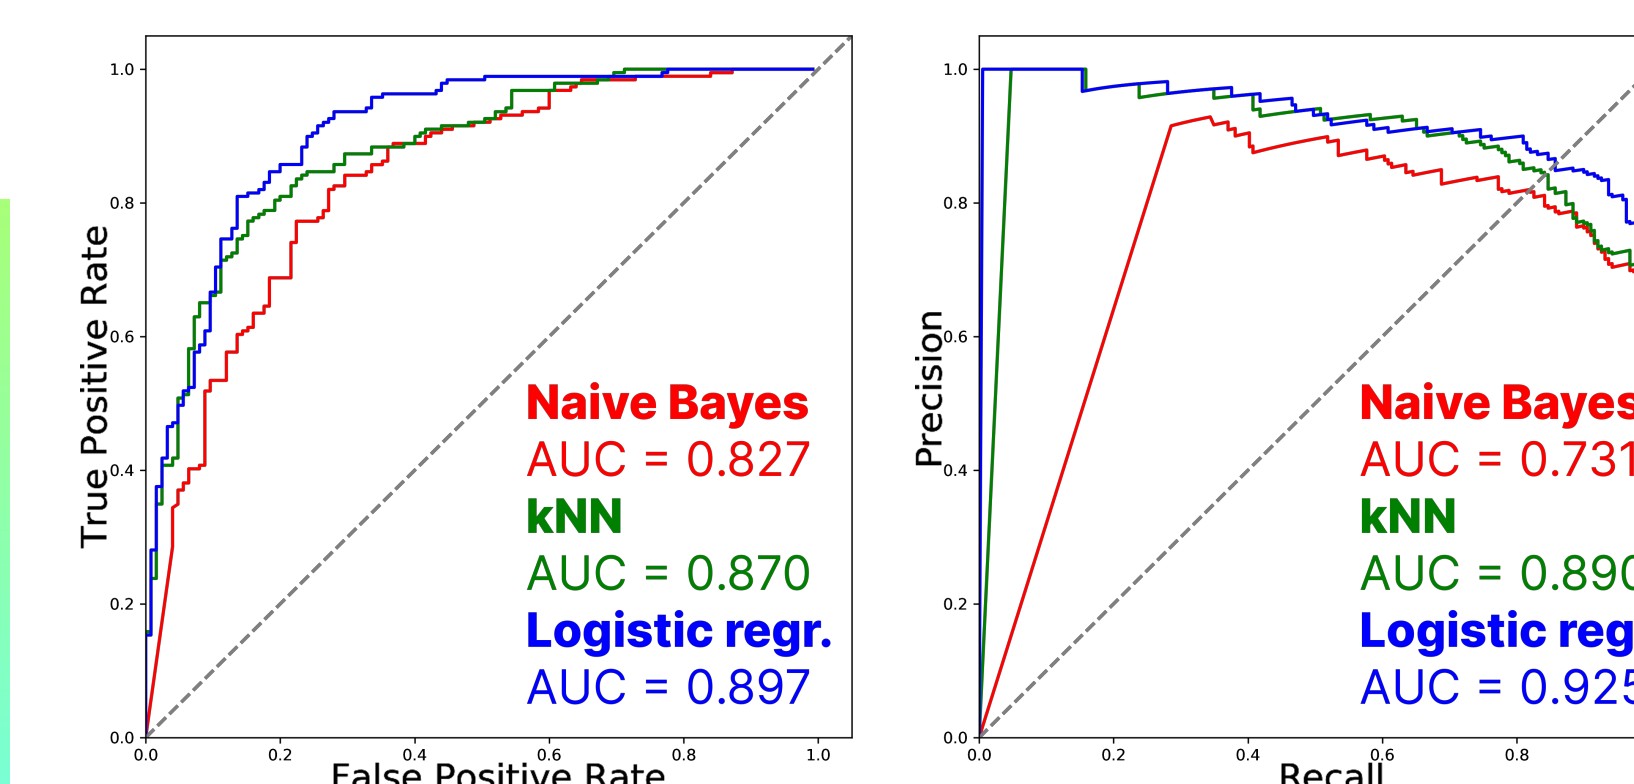 1.0
0.8
0.6
0.4
0.2
0.0
True Positive Rate
Naive Bayes
AUC = 0.827
kNN
AUC = 0.870
Logistic regr.
AUC = 0.897
0.0 0.2 0.4 0.6 0.8 1.0
False Positive Rate
1.0
0.8
0.6
0.4
0.2
0.0
Precision
Naive Bayes
AUC = 0.731
kNN
AUC = 0.890
Logistic reg
AUC = 0.925
0.0 0.2 0.4 0.6 0.8
Recall